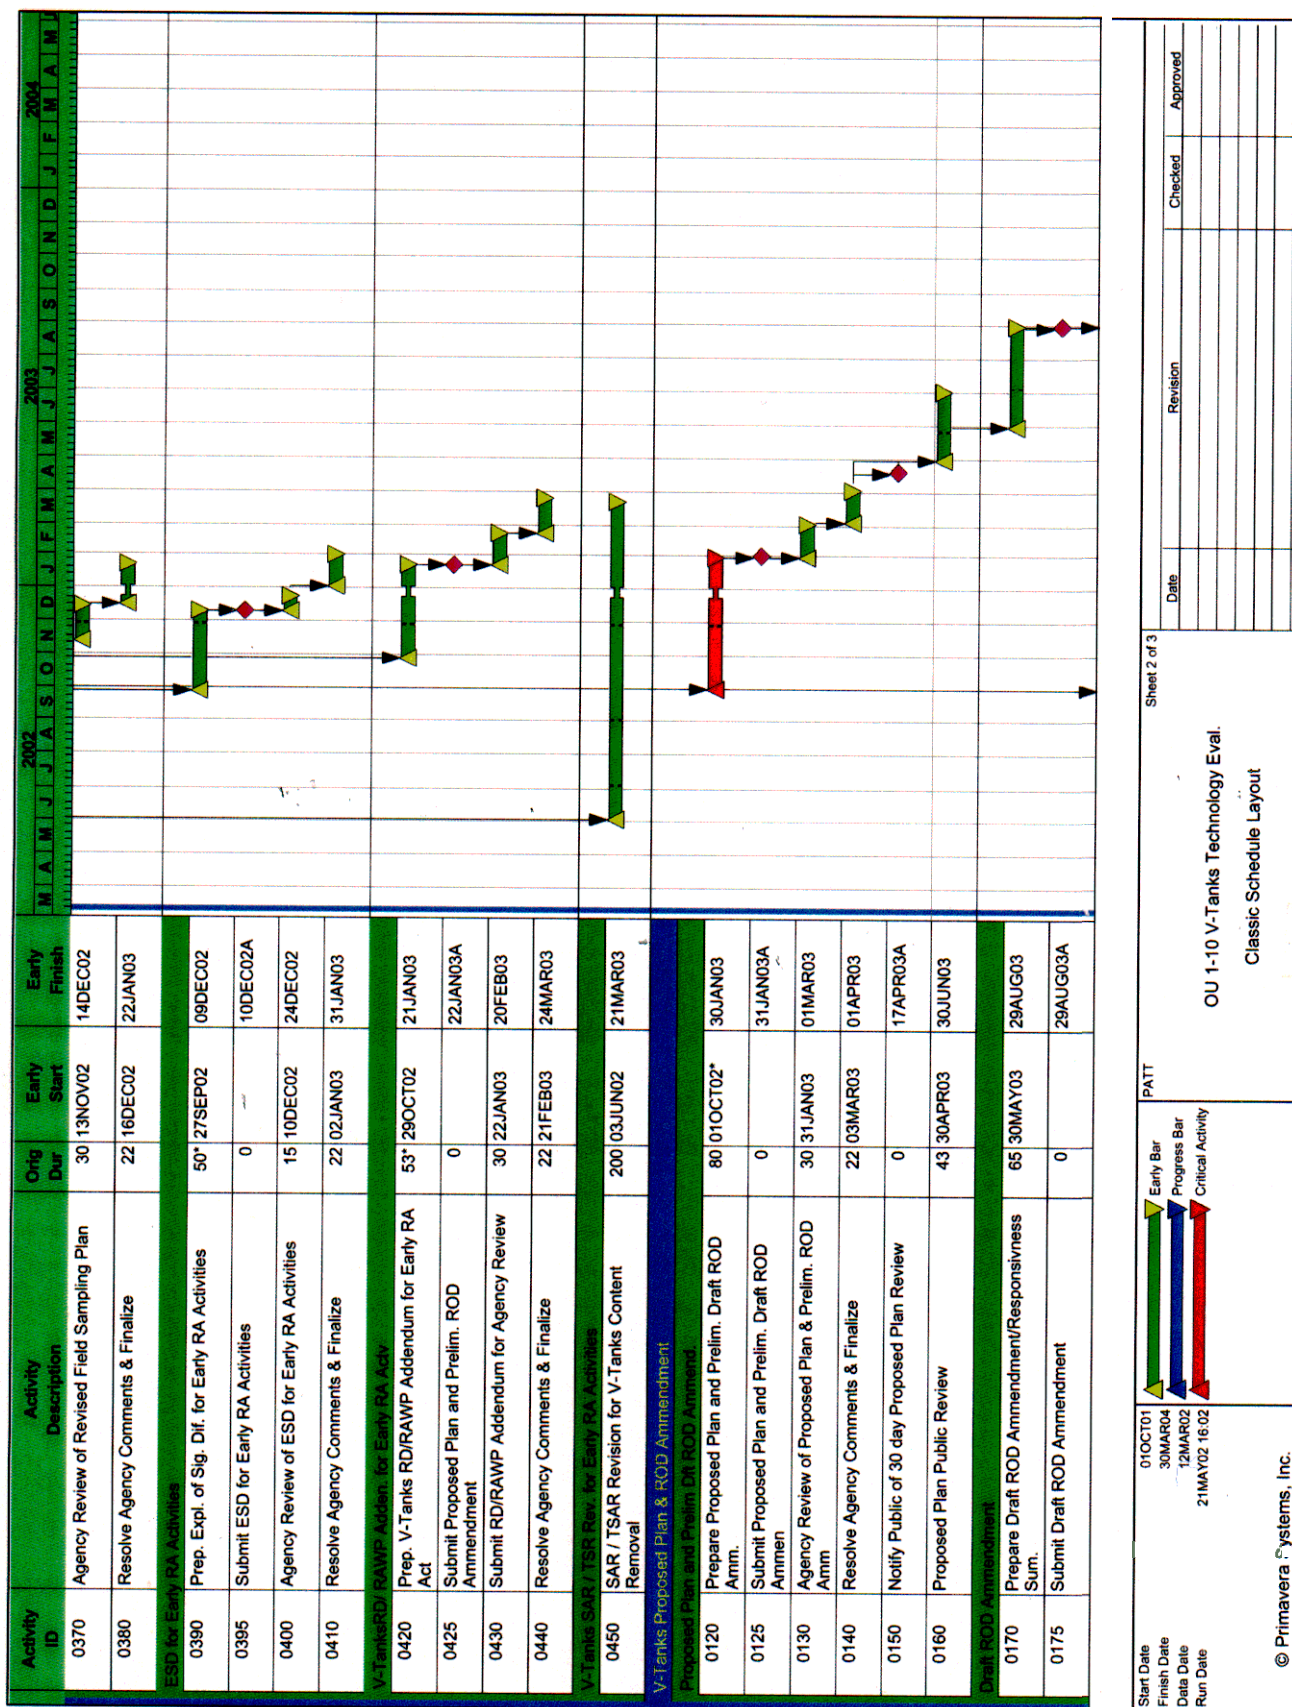 Activity ID Activity Description Orig Dur Early Start Early Finish
2002 2003 2004
M A M J J A S O N D J F M A M J J A S O N D J F M A M J
0370 Agency Review of Revised Field Sampling Plan 30 13NOV02 14DEC02
0380 Resolve Agency Comments & Finalize 22 16DEC02 22JAN03
ESD for Early RA Activities
0390 Prep. Expl. of Sig. Dif. for Early RA Activities 50* 27SEP02 09DEC02
0395 Submit ESD for Early RA Activities 0 10DEC02A
0400 Agency Review of ESD for Early RA Activities 15 10DEC02 24DEC02
0410 Resolve Agency Comments & Finalize 22 02JAN03 31JAN03
V-TanksRD/ RAWP Adden. for Early RA Adv
0420 Prep. V-Tanks RD/RAWP Addendum for Early RA Act 53* 29OCT02 21JAN03
0425 Submit Proposed Plan and Prelim. ROD Amendment 0 22JAN03A
0430 Submit RD/RAWP Addendum for Agency Review 30 22JAN03 20FEB03
0440 Resolve Agency Comments & Finalize 22 21FEB03 24MAR03
V-Tanks SAR / TSR Rev. for Early RA Activities
0450 SAR / TSAR Revision for V-Tanks Content Removal 200 03JUN02 21MAR03
V-Tanks Proposed Plan & ROD Ammendment
Proposed Plan and Prelim Dft ROD Ammend.
0120 Prepare Proposed Plan and Prelim. Draft ROD Anm. 80 01OCT02* 30JAN03
0125 Submit Proposed Plan and Prelim. Draft ROD Ammen 0 31JAN03A
0130 Agency Review of Proposed Plan & Prelim. ROD Amm 30 31JAN03 01MAR03
0140 Resolve Agency Comments & Finalize 22 03MAR03 01APR03
0150 Notify Public of 30 day Proposed Plan Review 0 17APR03A
0160 Proposed Plan Public Review 43 30APR03 30JUN03
Draft ROD Ammendment
0170 Prepare Draft ROD Ammendment/Responsivness Sum. 65 30MAY03 29AUG03
0175 Submit Draft ROD Ammendment 0 29AUG03A
Start Date 01OCT01
Finish Date 30MAR04
Data Date 12MAR02
Run Date 21MAY02 16:02
© Primavera Systems, Inc.
Early Bar
Progress Bar
Critical Activity
PATT
Sheet 2 of 3
OU 1-10 V-Tanks Technology Eval.
Classic Schedule Layout
Date Revision Checked Approved